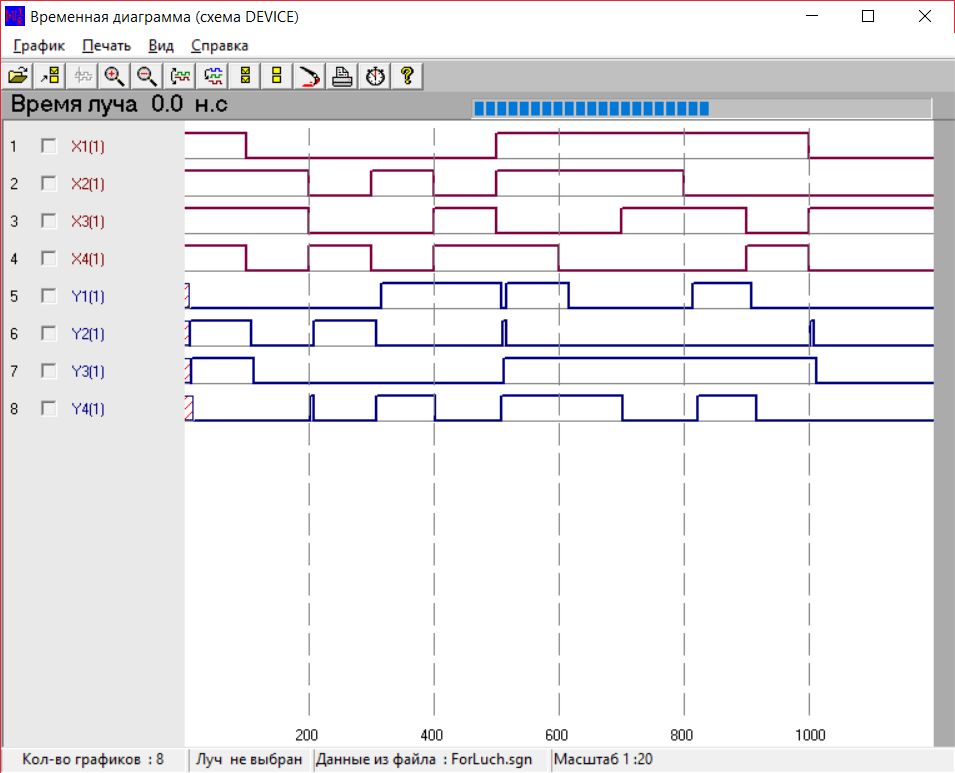 Временная диаграмма (схема DEVICE)
График Печать Вид Справка
Время луча 0.0 н.с
1 X1(1)
2 X2(1)
3 X3(1)
4 X4(1)
5 Y1(1)
6 Y2(1)
7 Y3(1)
8 Y4(1)
200 400 600 800 1000
Кол-во графиков : 8 Луч не выбран Данные из файла : ForLuch.sgn Масштаб 1 :20